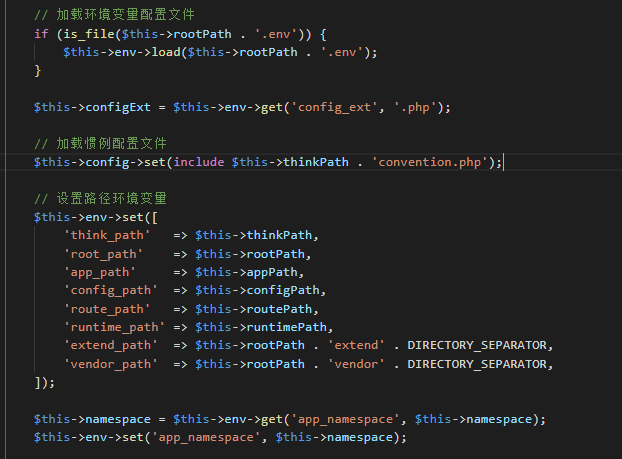 // 加载环境变量配置文件
if (is_file($this->rootPath . '.env')) {
    $this->env->load($this->rootPath . '.env');
}
$this->configExt = $this->env->get('config_ext', '.php');
// 加载惯例配置文件
$this->config->set(include $this->thinkPath . 'convention.php');
// 设置路径环境变量
$this->env->set([
    'think_path'   => $this->thinkPath,
    'root_path'    => $this->rootPath,
    'app_path'     => $this->appPath,
    'config_path'  => $this->configPath,
    'route_path'   => $this->routePath,
    'runtime_path' => $this->runtimePath,
    'extend_path'  => $this->rootPath . 'extend' . DIRECTORY_SEPARATOR,
    'vendor_path'  => $this->rootPath . 'vendor' . DIRECTORY_SEPARATOR,
]);
$this->namespace = $this->env->get('app_namespace', $this->namespace);
$this->env->set('app_namespace', $this->namespace);